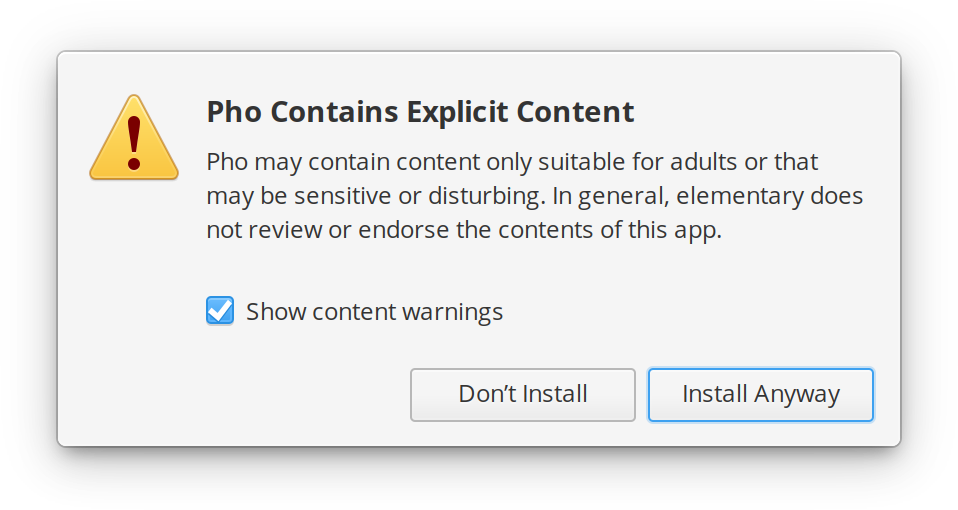 Pho Contains Explicit Content
Pho may contain content only suitable for adults or that
may be sensitive or disturbing. In general, elementary does
not review or endorse the contents of this app.
Show content warnings
Don’t Install
Install Anyway